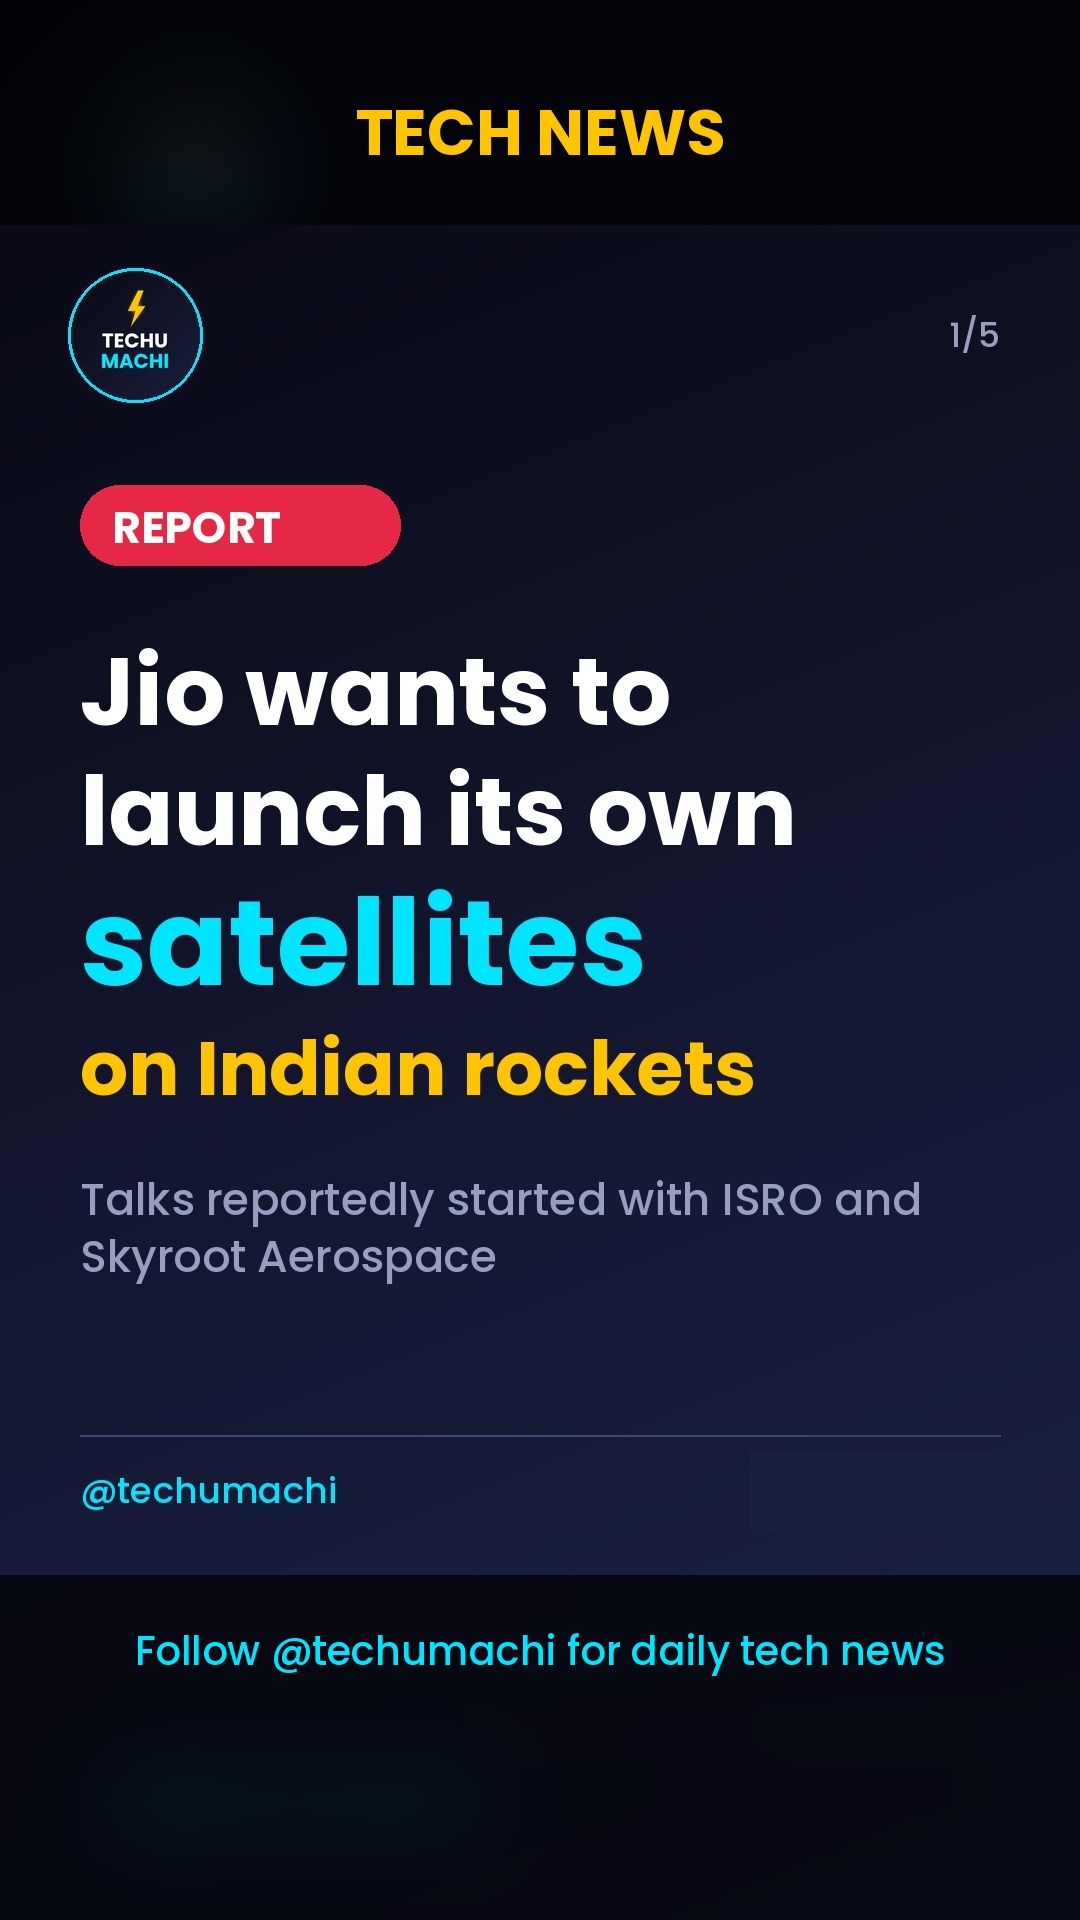 TECH NEWS
TECHU
MACHI
1/5
REPORT
Jio wants to
launch its own
satellites
on Indian rockets
Talks reportedly started with ISRO and
Skyroot Aerospace
@techumachi
Follow @techumachi for daily tech news